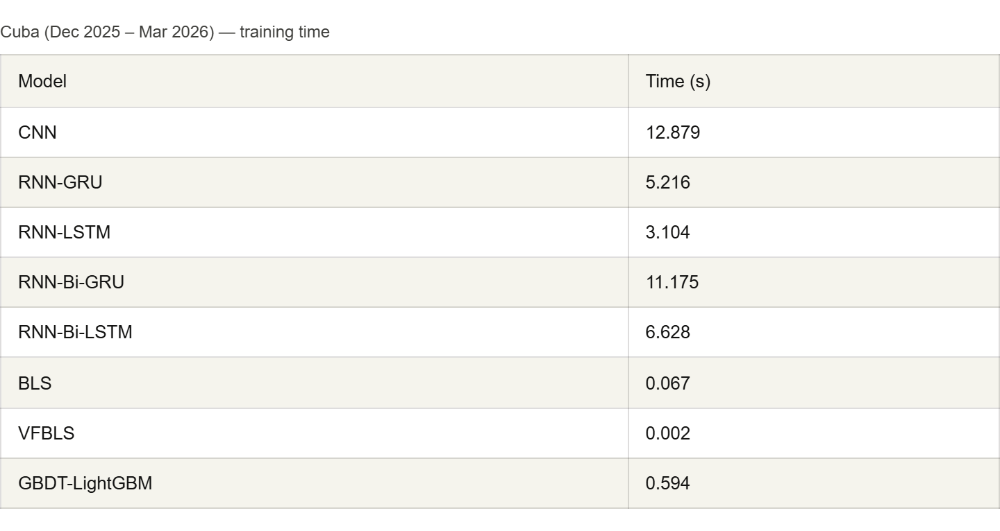 Cuba (Dec 2025 – Mar 2026) — training time
Model Time (s)
CNN 12.879
RNN-GRU 5.216
RNN-LSTM 3.104
RNN-Bi-GRU 11.175
RNN-Bi-LSTM 6.628
BLS 0.067
VFBLS 0.002
GBDT-LightGBM 0.594